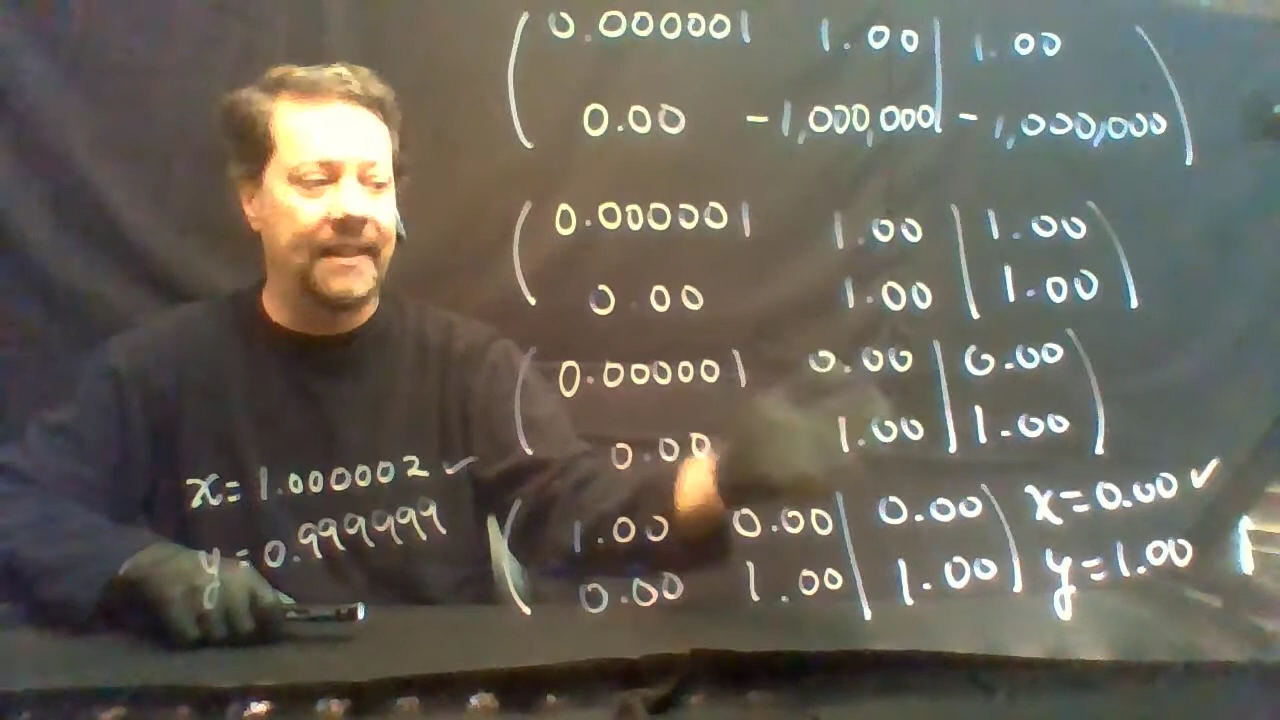 0.000001 1.00 | 1.00
0.00 -1,000,000 | -1,000,000
0.000001 1.00 | 1.00
0.00 1.00 | 1.00
0.000001 0.00 | 0.00
0.00 1.00 | 1.00
1.00 0.00 | 0.00
0.00 1.00 | 1.00
x=1.000002 ✓
y=0.999999
x=0.00 ✓
y=1.00